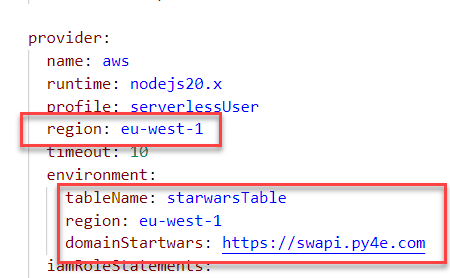 provider:
name: aws
runtime: nodejs20.x
profile: serverlessUser
region: eu-west-1
timeout: 10
environment:
tableName: starwarsTable
region: eu-west-1
domainStartwars: https://swapi.py4e.com
iamRoleStatements: